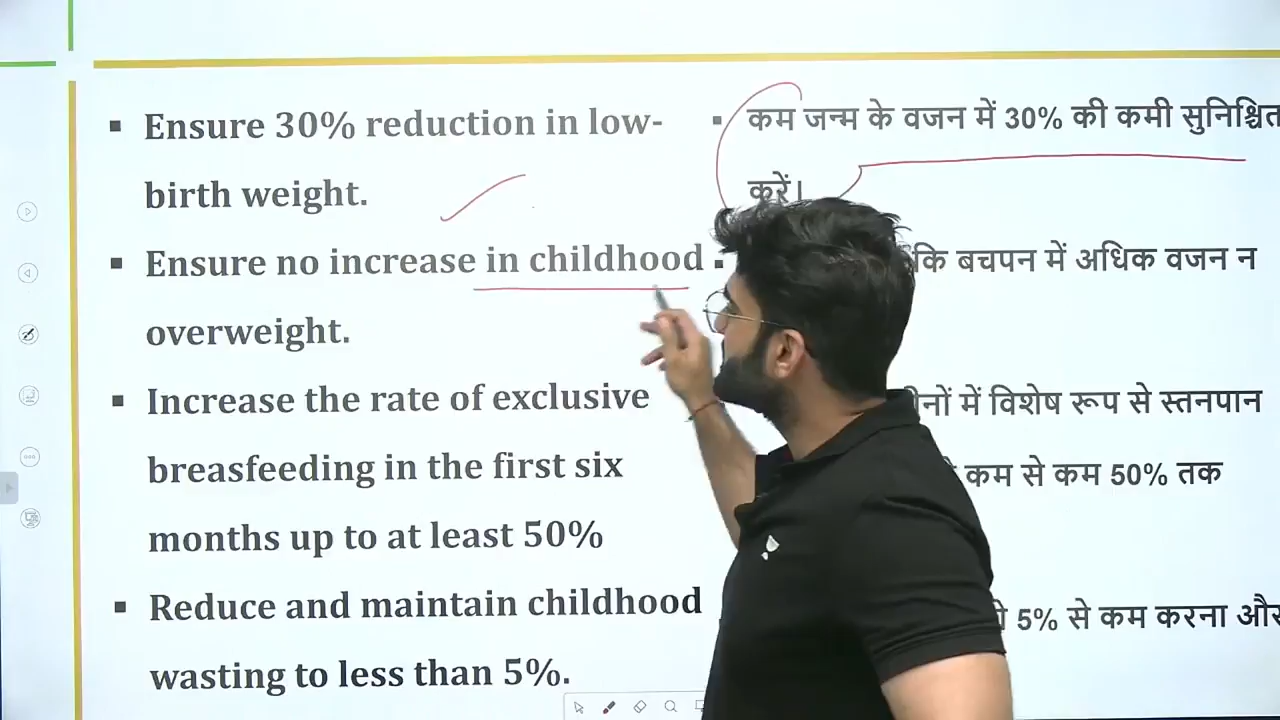 Ensure 30% reduction in low-
birth weight.
Ensure no increase in childhood
overweight.
Increase the rate of exclusive
breasfeeding in the first six
months up to at least 50%
Reduce and maintain childhood
wasting to less than 5%.
कम जन्म के वजन में 30% की कमी सुनिश्चित
करें।
कि बचपन में अधिक वजन न
में विशेष रूप से स्तनपान
कम से कम 50% तक
5% से कम करना और